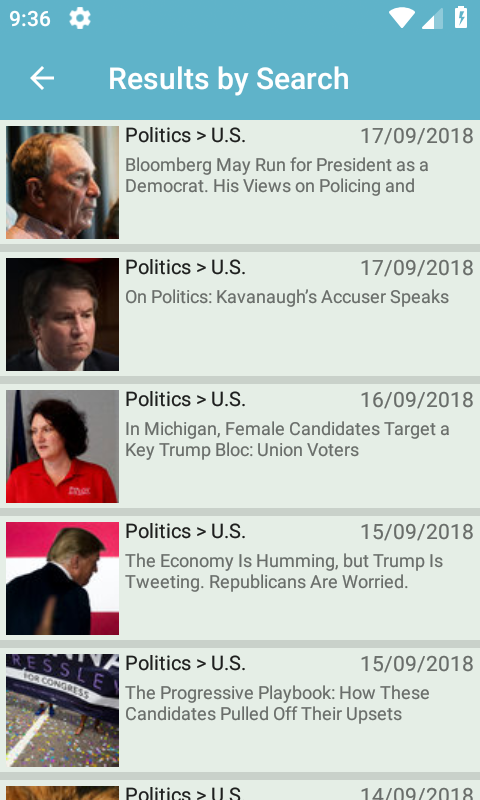 9:36
Results by Search
Politics > U.S. 17/09/2018
Bloomberg May Run for President as a
Democrat. His Views on Policing and
Politics > U.S. 17/09/2018
On Politics: Kavanaugh’s Accuser Speaks
Politics > U.S. 16/09/2018
In Michigan, Female Candidates Target a
Key Trump Bloc: Union Voters
Politics > U.S. 15/09/2018
The Economy Is Humming, but Trump Is
Tweeting. Republicans Are Worried.
Politics > U.S. 15/09/2018
RESSLEY
FOR CONGRESS
The Progressive Playbook: How These
Candidates Pulled Off Their Upsets
Politics > U.S. 14/09/2018